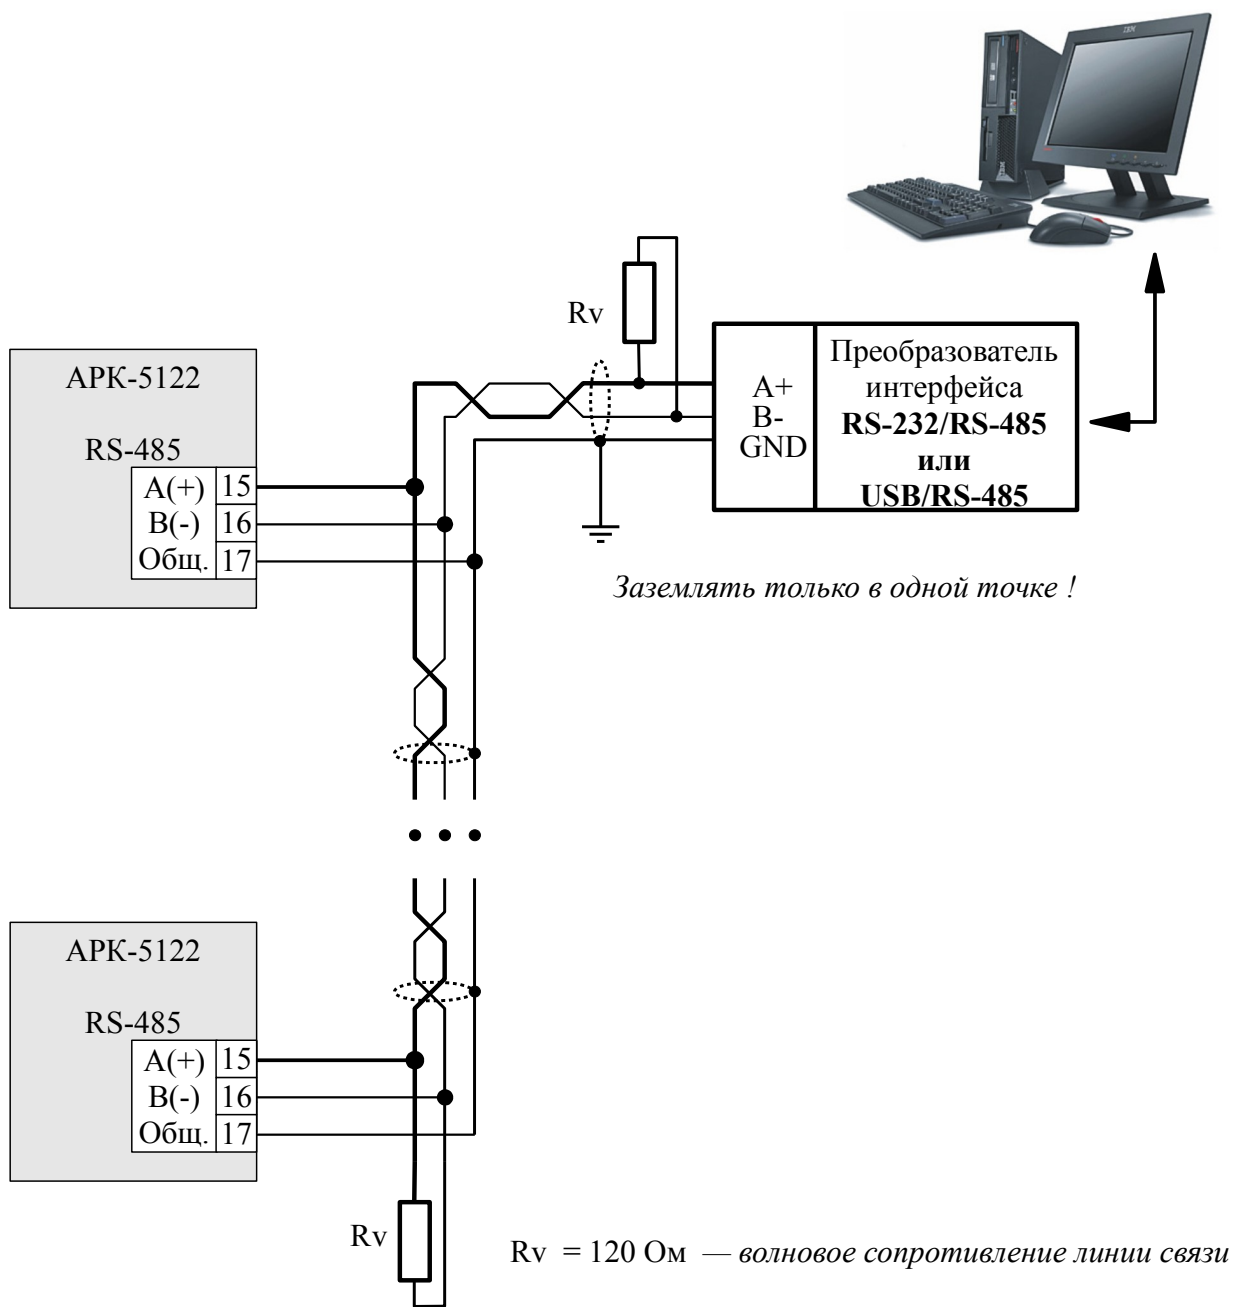 Rv
Преобразователь
интерфейса
RS-232/RS-485
или
USB/RS-485
A+
B-
GND
АРК-5122
RS-485
A(+) 15
B(-) 16
Общ. 17
Заземлять только в одной точке !
АРК-5122
RS-485
A(+) 15
B(-) 16
Общ. 17
Rv
Rv = 120 Ом — волновое сопротивление линии связи